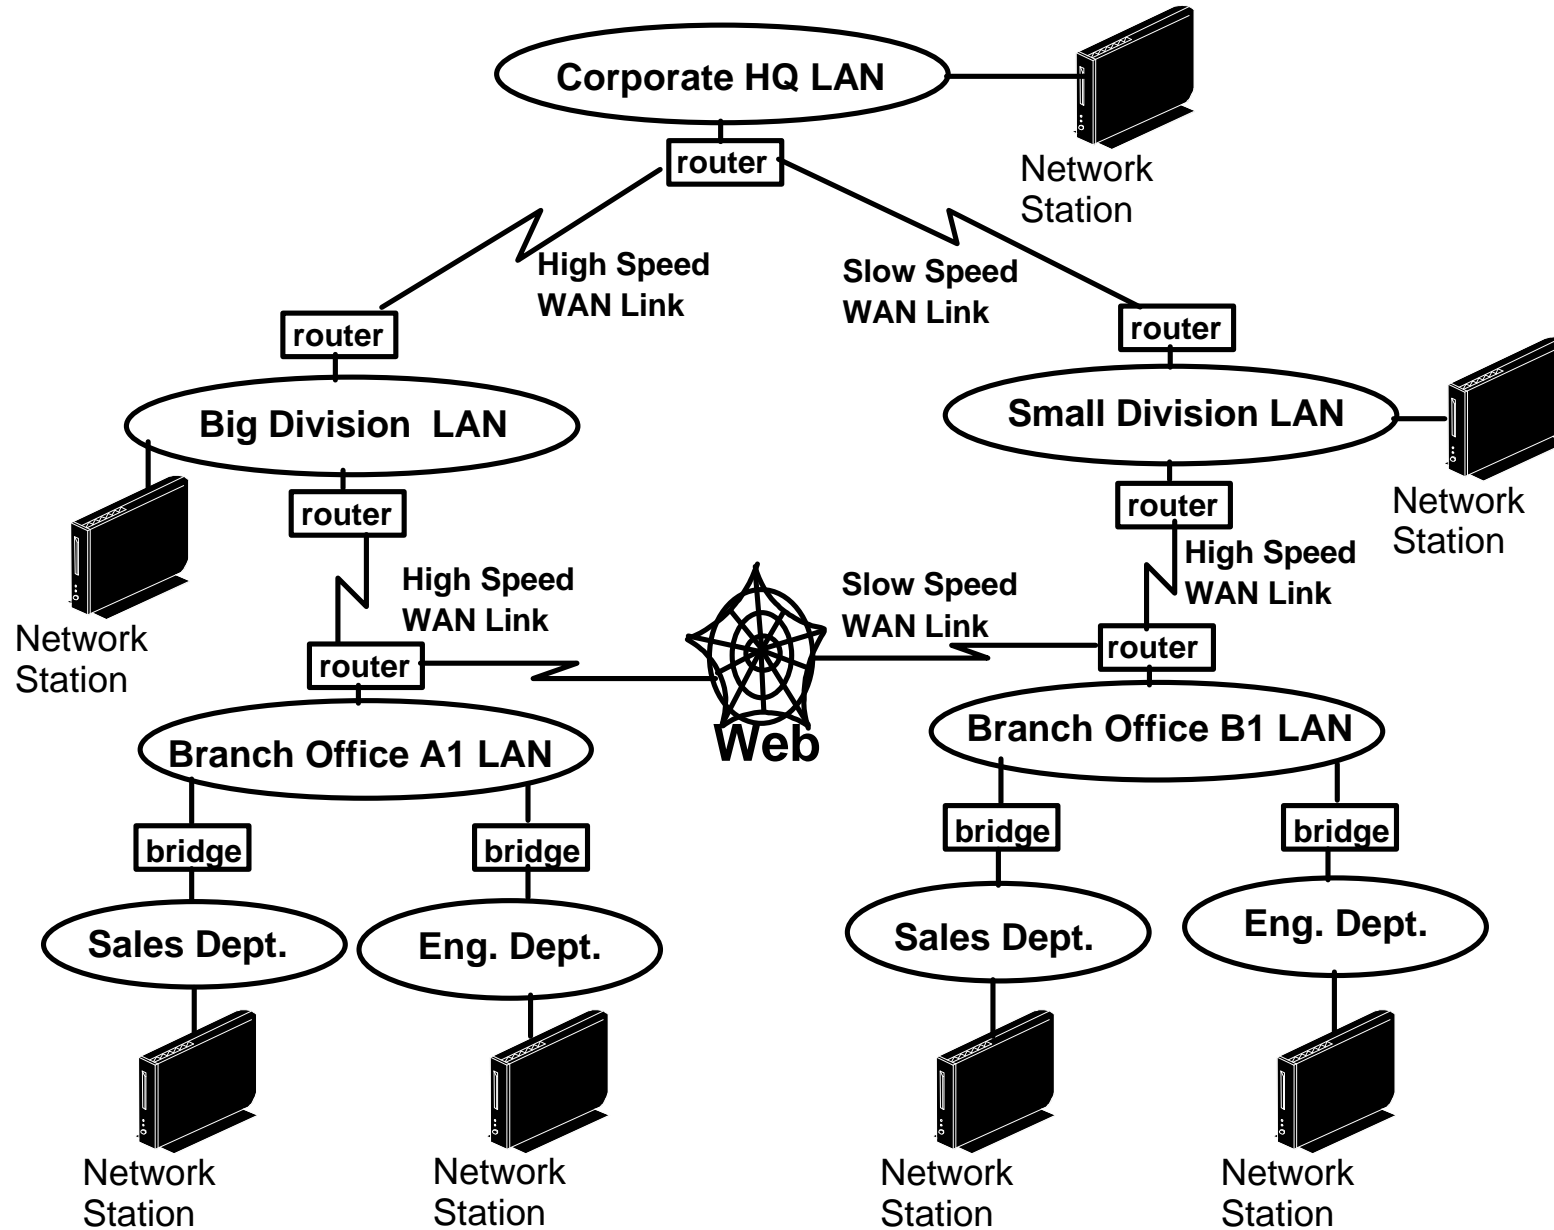 Corporate HQ LAN
router
Network
Station
High Speed
WAN Link
Slow Speed
WAN Link
router
router
Big Division  LAN
Small Division LAN
router
router
Network
Station
Network
Station
High Speed
WAN Link
Slow Speed
WAN Link
High Speed
WAN Link
router
router
Web
Branch Office A1 LAN
Branch Office B1 LAN
bridge
bridge
bridge
bridge
Sales Dept.
Eng. Dept.
Sales Dept.
Eng. Dept.
Network
Station
Network
Station
Network
Station
Network
Station